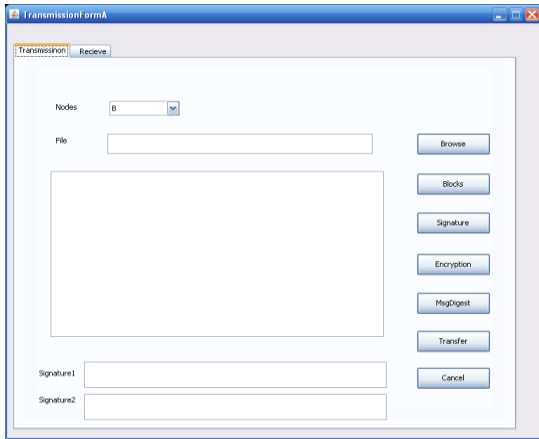 TransmissionFormA
Transmissinon Recieve
Nodes B
File Browse
Blocks
Signature
Encryption
MsgDigest
Transfer
Signature1 Cancel
Signature2